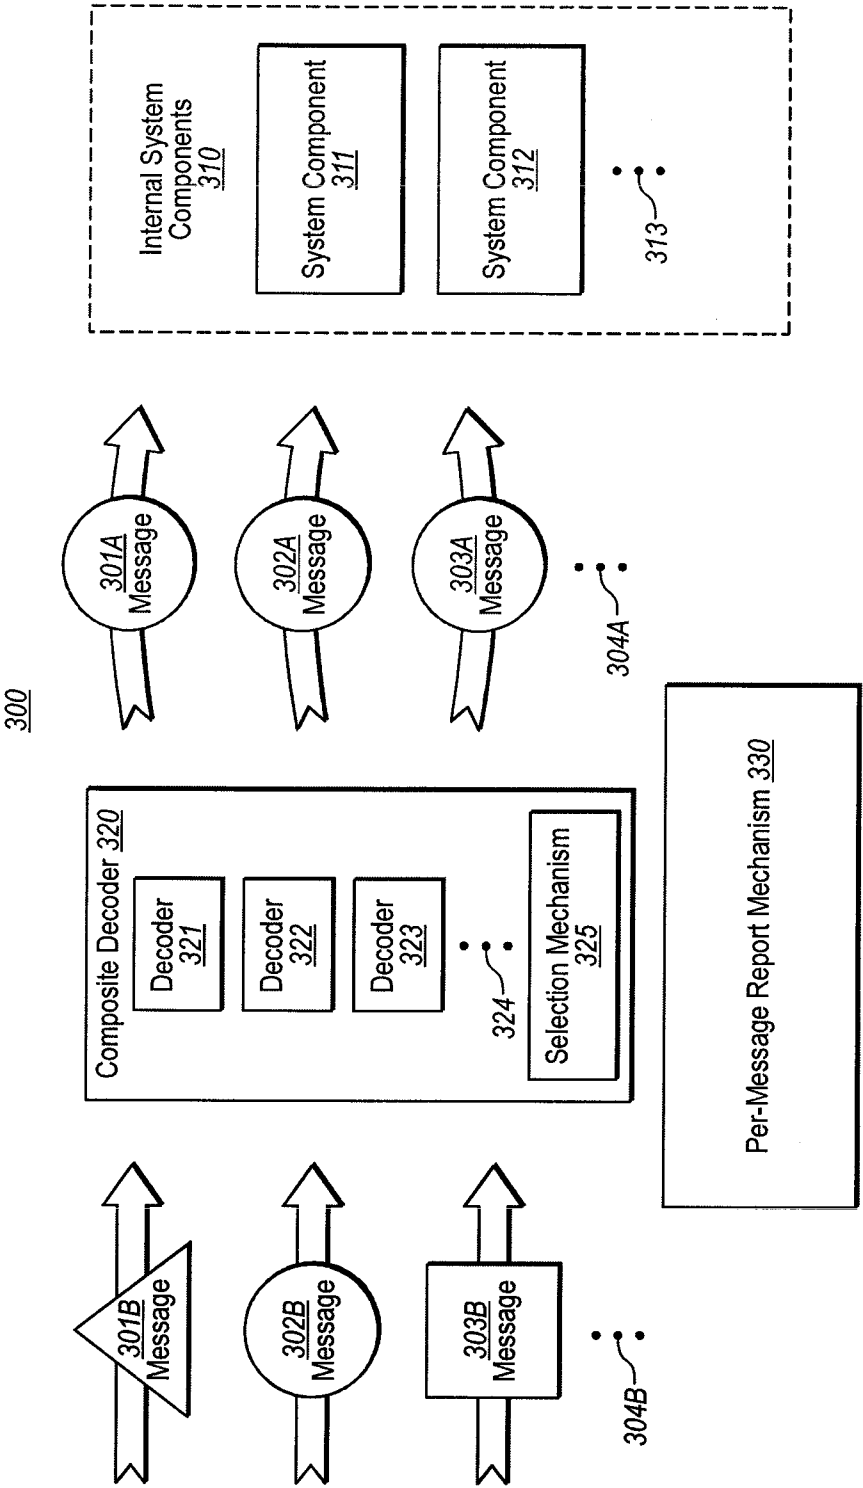 300
301B
Message
302B
Message
303B
Message
304B
Composite Decoder 320
Decoder
321
Decoder
322
Decoder
323
324
Selection Mechanism
325
301A
Message
302A
Message
303A
Message
304A
Internal System
Components
310
System Component
311
System Component
312
313
Per-Message Report Mechanism 330